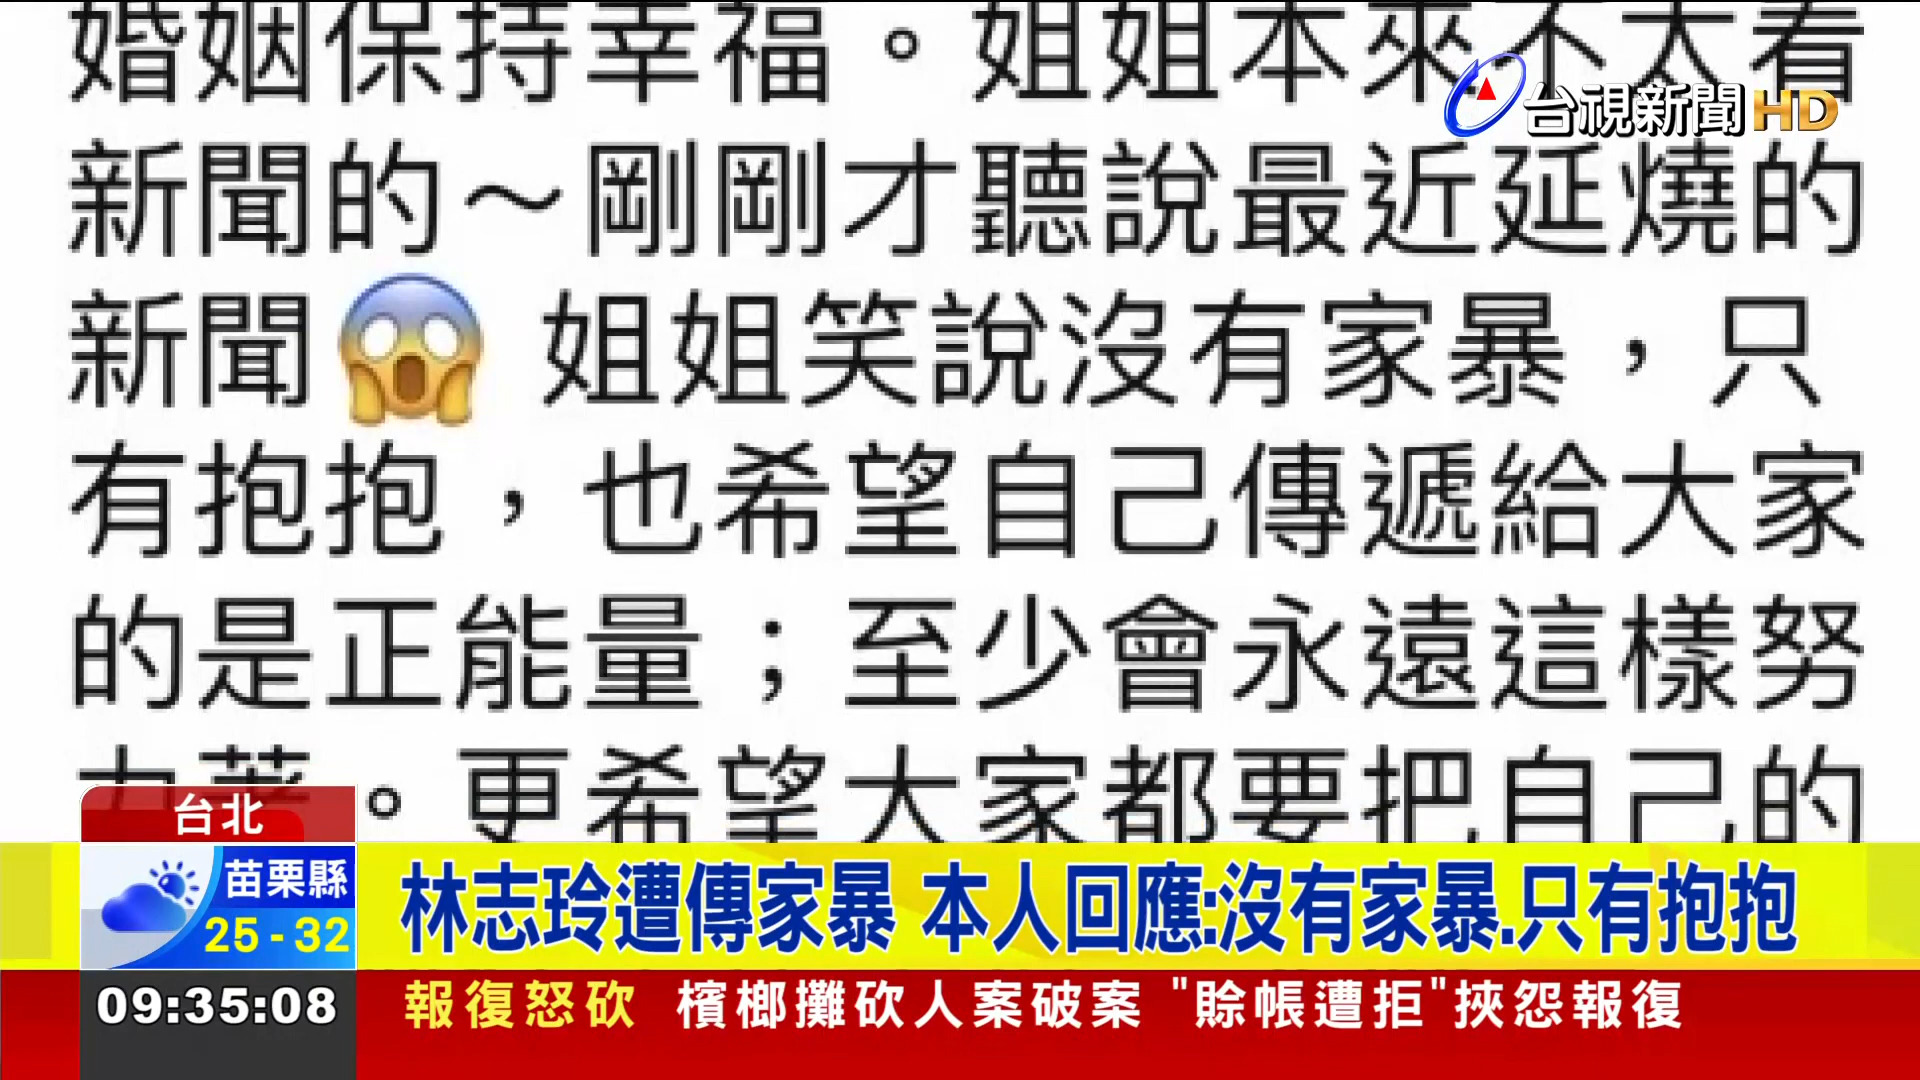 婚姻保持幸福。姐姐本來不太看
台視新聞HD
新聞的～剛剛才聽說最近延燒的
新聞😱 姐姐笑說沒有家暴，只
有抱抱，也希望自己傳遞給大家
的是正能量；至少會永遠這樣努
力著。更希望大家都要把自己的
台北
苗栗縣
25-32
林志玲遭傳家暴 本人回應:沒有家暴.只有抱抱
09:35:08
報復怒砍 檳榔攤砍人案破案 "賒帳遭拒"挾怨報復